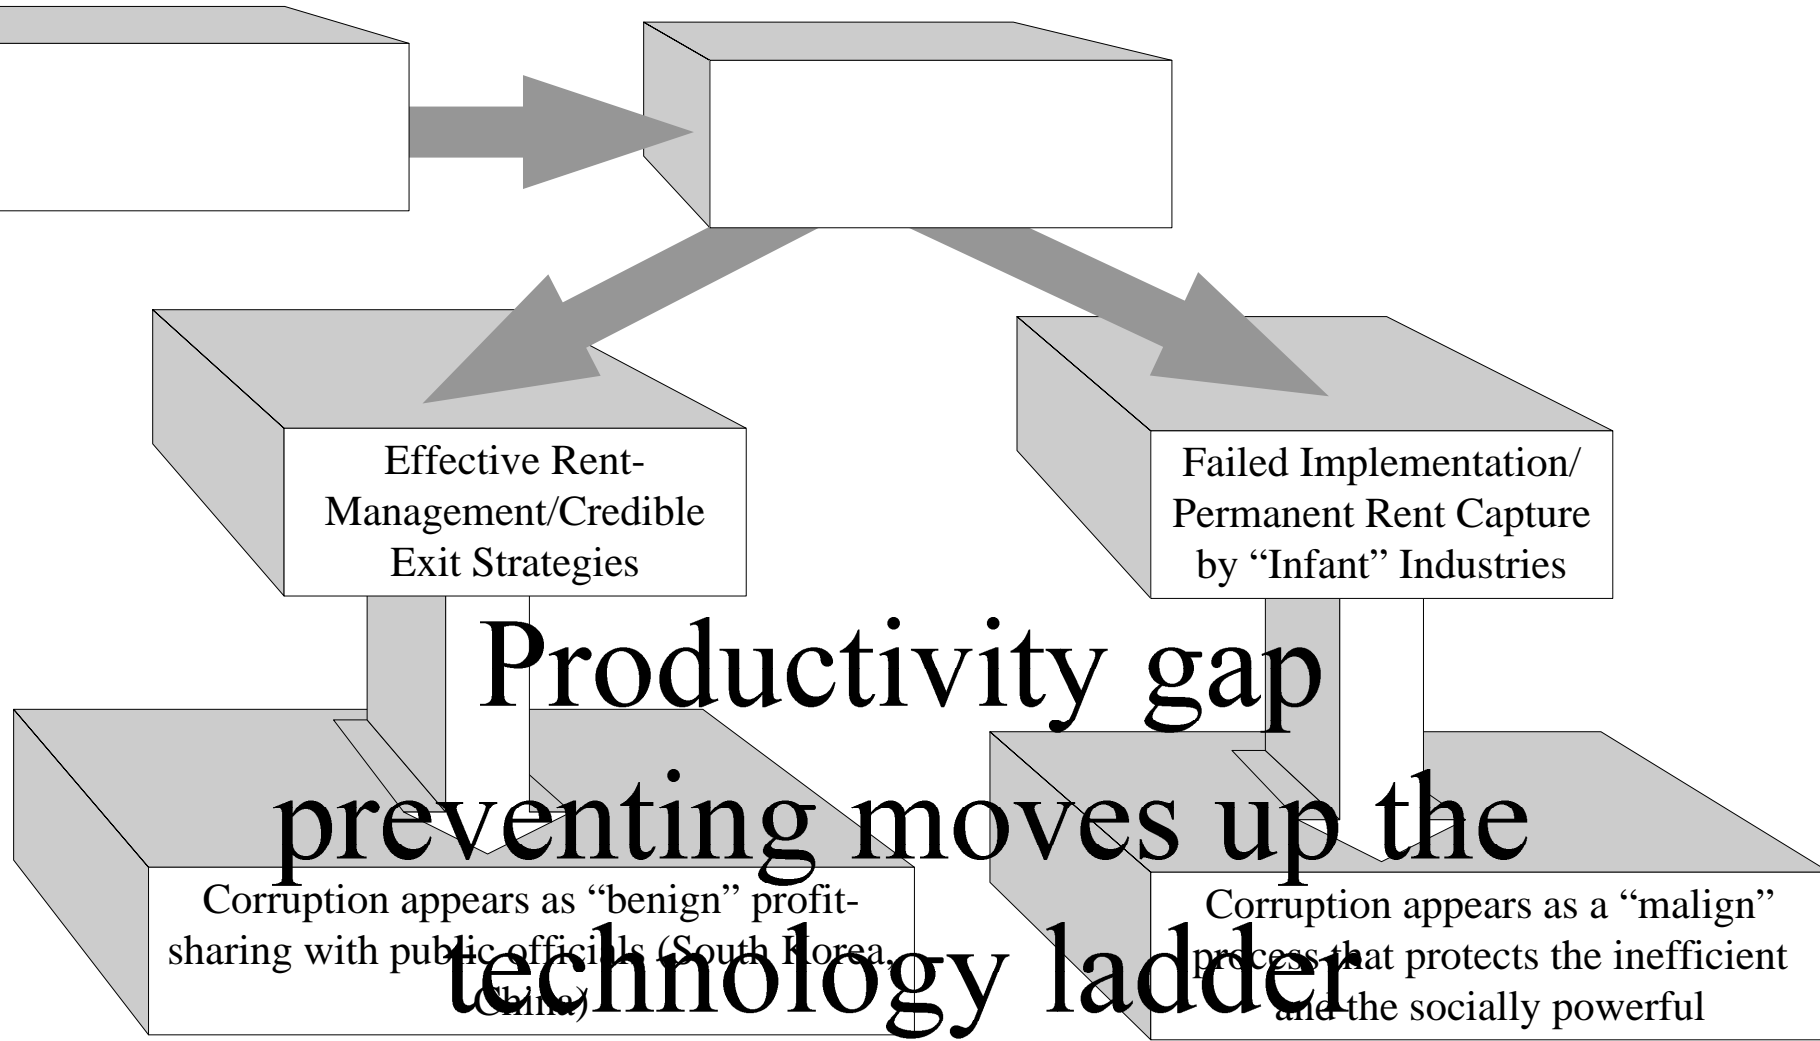 Effective Rent-
Management/Credible
Exit Strategies
Failed Implementation/
Permanent Rent Capture
by “Infant” Industries
Productivity gap
preventing moves up the
technology ladder
Corruption appears as “benign” profit-
sharing with public officials (South Korea,
China)
Corruption appears as a “malign”
process that protects the inefficient
and the socially powerful